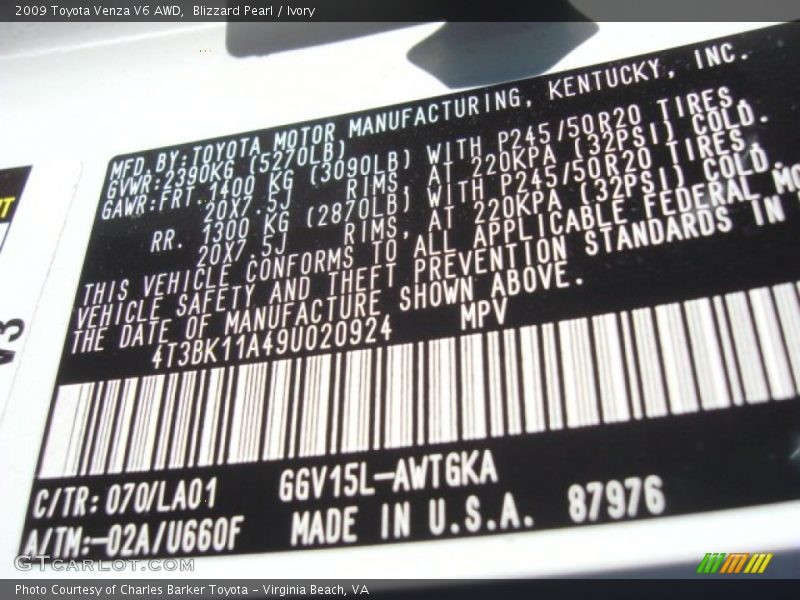 2009 Toyota Venza V6 AWD,  Blizzard Pearl / Ivory
MFD.BY:TOYOTA MOTOR MANUFACTURING, KENTUCKY, INC.
GVWR:2390KG (5270LB)
GAWR:FRT.1400 KG (3090LB) WITH P245/50R20 TIRES,
20X7.5J RIMS, AT 220KPA (32PSI) COLD.
RR. 1300 KG (2870LB) WITH P245/50R20 TIRES,
20X7.5J RIMS, AT 220KPA (32PSI) COLD.
THIS VEHICLE CONFORMS TO ALL APPLICABLE FEDERAL
VEHICLE SAFETY AND THEFT PREVENTION STANDARDS IN
THE DATE OF MANUFACTURE SHOWN ABOVE.
4T3BK11A49U020924 MPV
C/TR:070/LA01 GGV15L-AWTGKA
A/TM:-02A/U660F MADE IN U.S.A. 87976
GTCARLOT.COM
Photo Courtesy of Charles Barker Toyota – Virginia Beach, VA